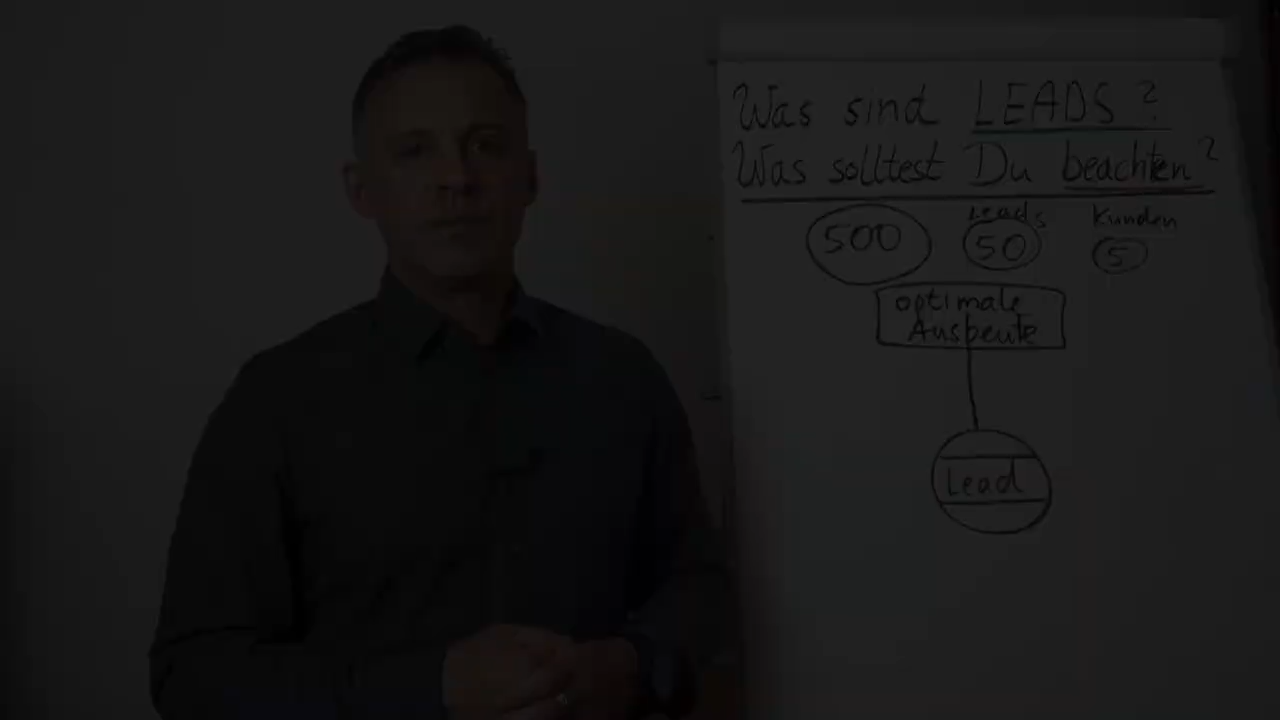 Was sind LEADS?
Was solltest Du beachten?
Leads Kunden
500 50 5
optimale
Ausbeute
Lead